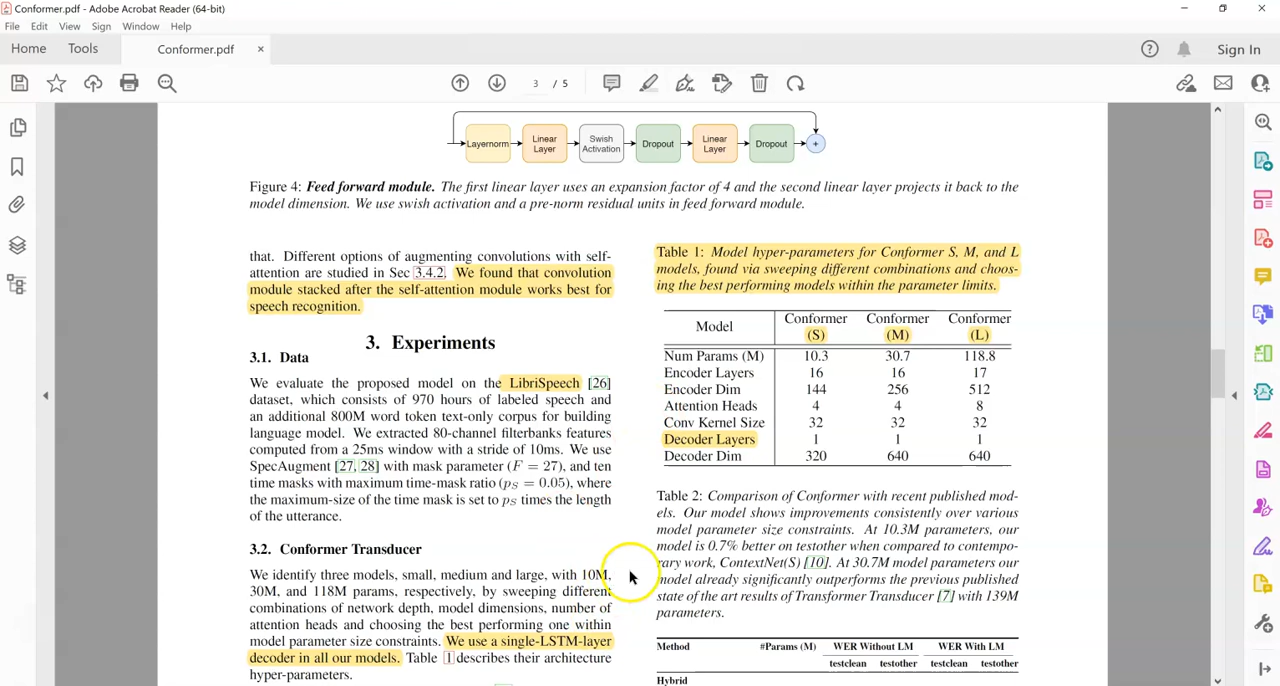 Conformer.pdf - Adobe Acrobat Reader (64-bit)
File Edit View Sign Window Help
Home Tools Conformer.pdf × Sign In
3 / 5
Layernorm Linear Layer Swish Activation Dropout Linear Layer Dropout +
Figure 4: Feed forward module. The first linear layer uses an expansion factor of 4 and the second linear layer projects it back to the
model dimension. We use swish activation and a pre-norm residual units in feed forward module.
that. Different options of augmenting convolutions with self-
attention are studied in Sec 3.4.2. We found that convolution
module stacked after the self-attention module works best for
speech recognition.
3. Experiments
3.1. Data
We evaluate the proposed model on the LibriSpeech [26]
dataset, which consists of 970 hours of labeled speech and
an additional 800M word token text-only corpus for building
language model. We extracted 80-channel filterbanks features
computed from a 25ms window with a stride of 10ms. We use
SpecAugment [27, 28] with mask parameter (F = 27), and ten
time masks with maximum time-mask ratio (pS = 0.05), where
the maximum-size of the time mask is set to pS times the length
of the utterance.
3.2. Conformer Transducer
We identify three models, small, medium and large, with 10M,
30M, and 118M params, respectively, by sweeping different
combinations of network depth, model dimensions, number of
attention heads and choosing the best performing one within
model parameter size constraints. We use a single-LSTM-layer
decoder in all our models. Table 1 describes their architecture
hyper-parameters.
Table 1: Model hyper-parameters for Conformer S, M, and L
models, found via sweeping different combinations and choos-
ing the best performing models within the parameter limits.
Model Conformer (S) Conformer (M) Conformer (L)
Num Params (M) 10.3 30.7 118.8
Encoder Layers 16 16 17
Encoder Dim 144 256 512
Attention Heads 4 4 8
Conv Kernel Size 32 32 32
Decoder Layers 1 1 1
Decoder Dim 320 640 640
Table 2: Comparison of Conformer with recent published mod-
els. Our model shows improvements consistently over various
model parameter size constraints. At 10.3M parameters, our
model is 0.7% better on testother when compared to contempo-
rary work, ContextNet(S) [10]. At 30.7M model parameters our
model already significantly outperforms the previous published
state of the art results of Transformer Transducer [7] with 139M
parameters.
Method #Params (M) WER Without LM WER With LM
testclean testother testclean testother
Hybrid